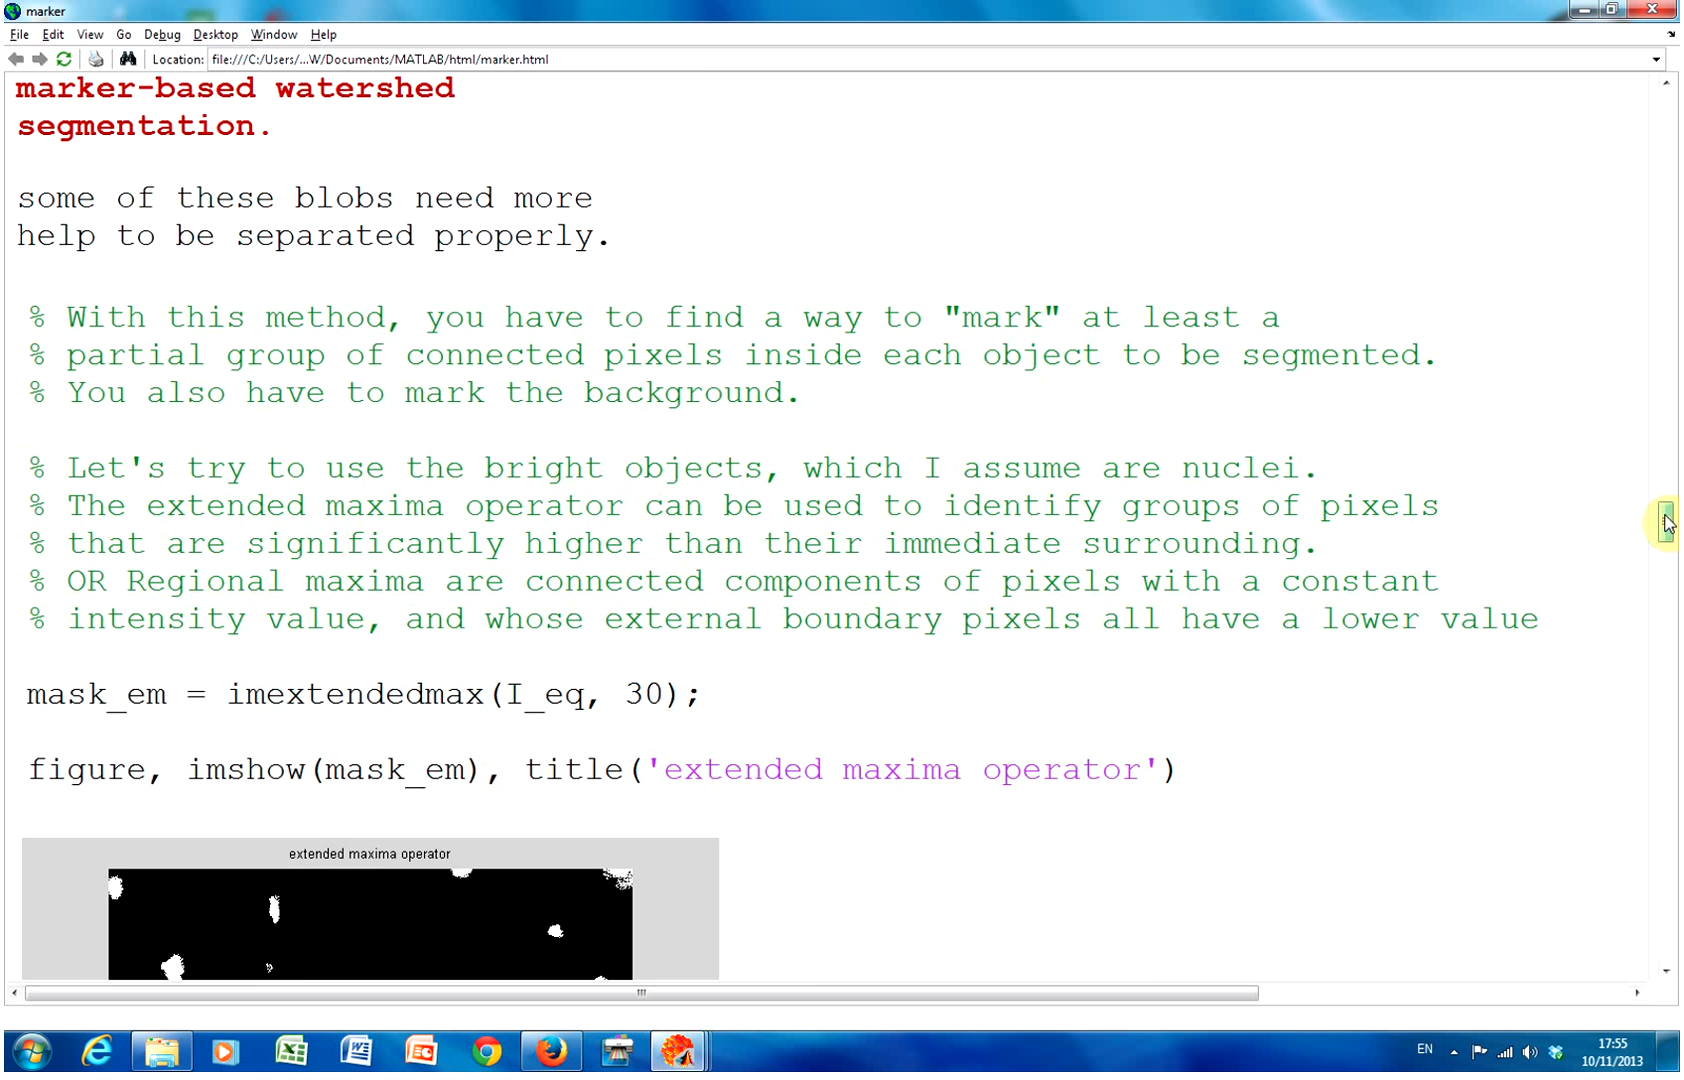 marker
File Edit View Go Debug Desktop Window Help
Location: file:///C:/Users/...W/Documents/MATLAB/html/marker.html
marker-based watershed
segmentation.
some of these blobs need more
help to be separated properly.
% With this method, you have to find a way to "mark" at least a
% partial group of connected pixels inside each object to be segmented.
% You also have to mark the background.
% Let's try to use the bright objects, which I assume are nuclei.
% The extended maxima operator can be used to identify groups of pixels
% that are significantly higher than their immediate surrounding.
% OR Regional maxima are connected components of pixels with a constant
% intensity value, and whose external boundary pixels all have a lower value
mask_em = imextendedmax(I_eq, 30);
figure, imshow(mask_em), title('extended maxima operator')
extended maxima operator
EN
17:55
10/11/2013